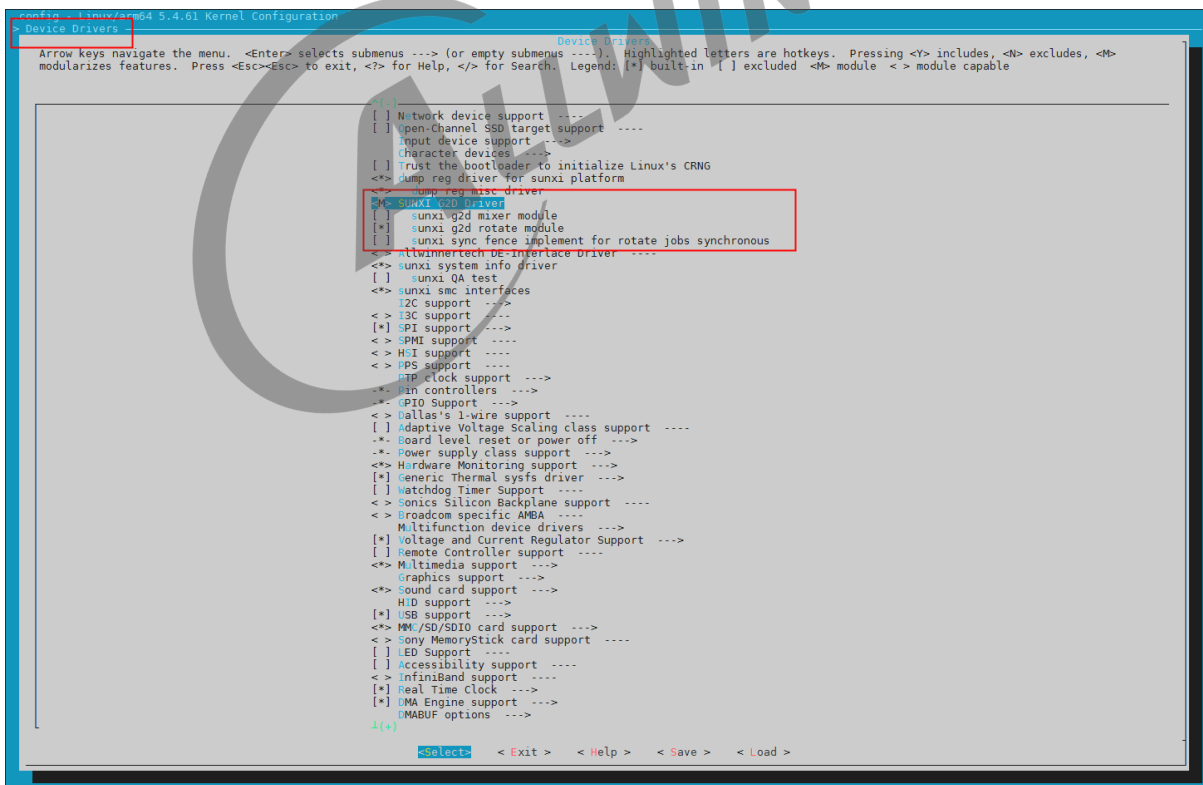 config - Linux/arm64 5.4.61 Kernel Configuration
> Device Drivers
Device Drivers
Arrow keys navigate the menu. <Enter> selects submenus ---> (or empty submenus ----). Highlighted letters are hotkeys. Pressing <Y> includes, <N> excludes, <M>
modularizes features. Press <Esc><Esc> to exit, <?> for Help, </> for Search. Legend: [*] built-in [ ] excluded <M> module < > module capable
^(-)
[ ] Network device support ----
[ ] Open-Channel SSD target support ----
Input device support --->
Character devices --->
[ ] Trust the bootloader to initialize Linux's CRNG
<*> dump reg driver for sunxi platform
<*> dump reg misc driver
<M> SUNXI G2D Driver
[ ] sunxi g2d mixer module
[*] sunxi g2d rotate module
[ ] sunxi sync fence implement for rotate jobs synchronous
< > Allwinnertech DE-Interlace Driver ----
<*> sunxi system info driver
[ ] sunxi QA test
<*> sunxi smc interfaces
I2C support --->
< > I3C support ----
[*] SPI support --->
< > SPMI support ----
< > HSI support ----
< > PPS support ----
PTP clock support --->
-*- Pin controllers --->
-*- GPIO Support --->
< > Dallas's 1-wire support ----
[ ] Adaptive Voltage Scaling class support ----
-*- Board level reset or power off --->
-*- Power supply class support --->
<*> Hardware Monitoring support --->
[*] Generic Thermal sysfs driver --->
[ ] Watchdog Timer Support ----
< > Sonics Silicon Backplane support ----
< > Broadcom specific AMBA ----
Multifunction device drivers --->
[*] Voltage and Current Regulator Support --->
[ ] Remote Controller support ----
<*> Multimedia support --->
Graphics support --->
<*> Sound card support --->
HID support --->
[*] USB support --->
<*> MMC/SD/SDIO card support --->
< > Sony MemoryStick card support ----
[ ] LED Support ----
[ ] Accessibility support ----
< > InfiniBand support ----
[*] Real Time Clock --->
[*] DMA Engine support --->
DMABUF options --->
┴(+)
<Select> < Exit > < Help > < Save > < Load >